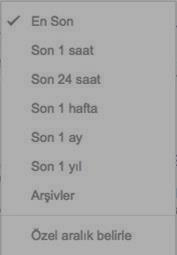 En Son
Son 1 saat
Son 24 saat
Son 1 hafta
Son 1 ay
Son 1 yıl
Arşivler
Özel aralık belirle